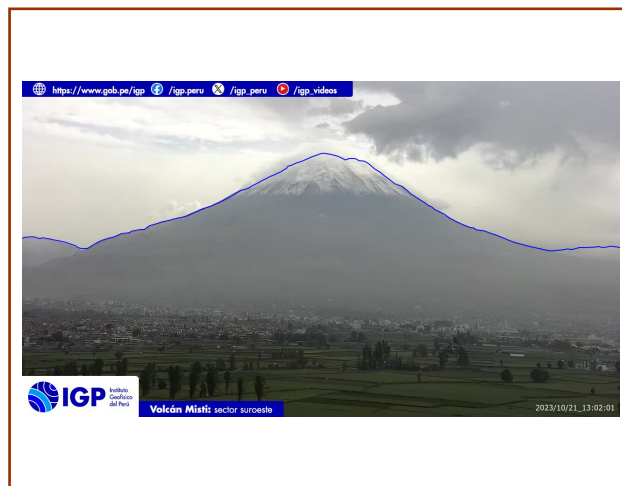 https://www.gob.pe/igp /igp.peru /igp_peru /igp_videos
IGP Instituto
Geofísico
del Perú
Volcán Misti: sector suroeste
2023/10/21_13:02:01